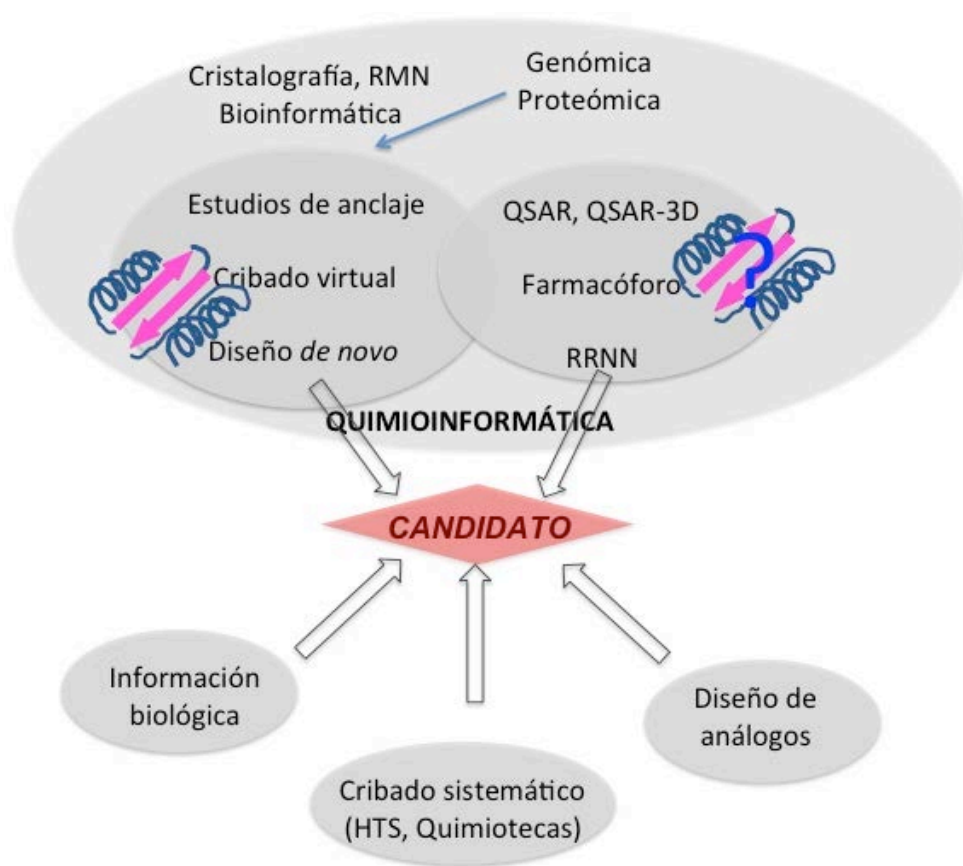 Cristalografía, RMN
Bioinformática
Genómica
Proteómica
Estudios de anclaje
Cribado virtual
Diseño de novo
QSAR, QSAR-3D
Farmacóforo
?
RRNN
QUIMIOINFORMÁTICA
CANDIDATO
Información
biológica
Cribado sistemático
(HTS, Quimiotecas)
Diseño de
análogos